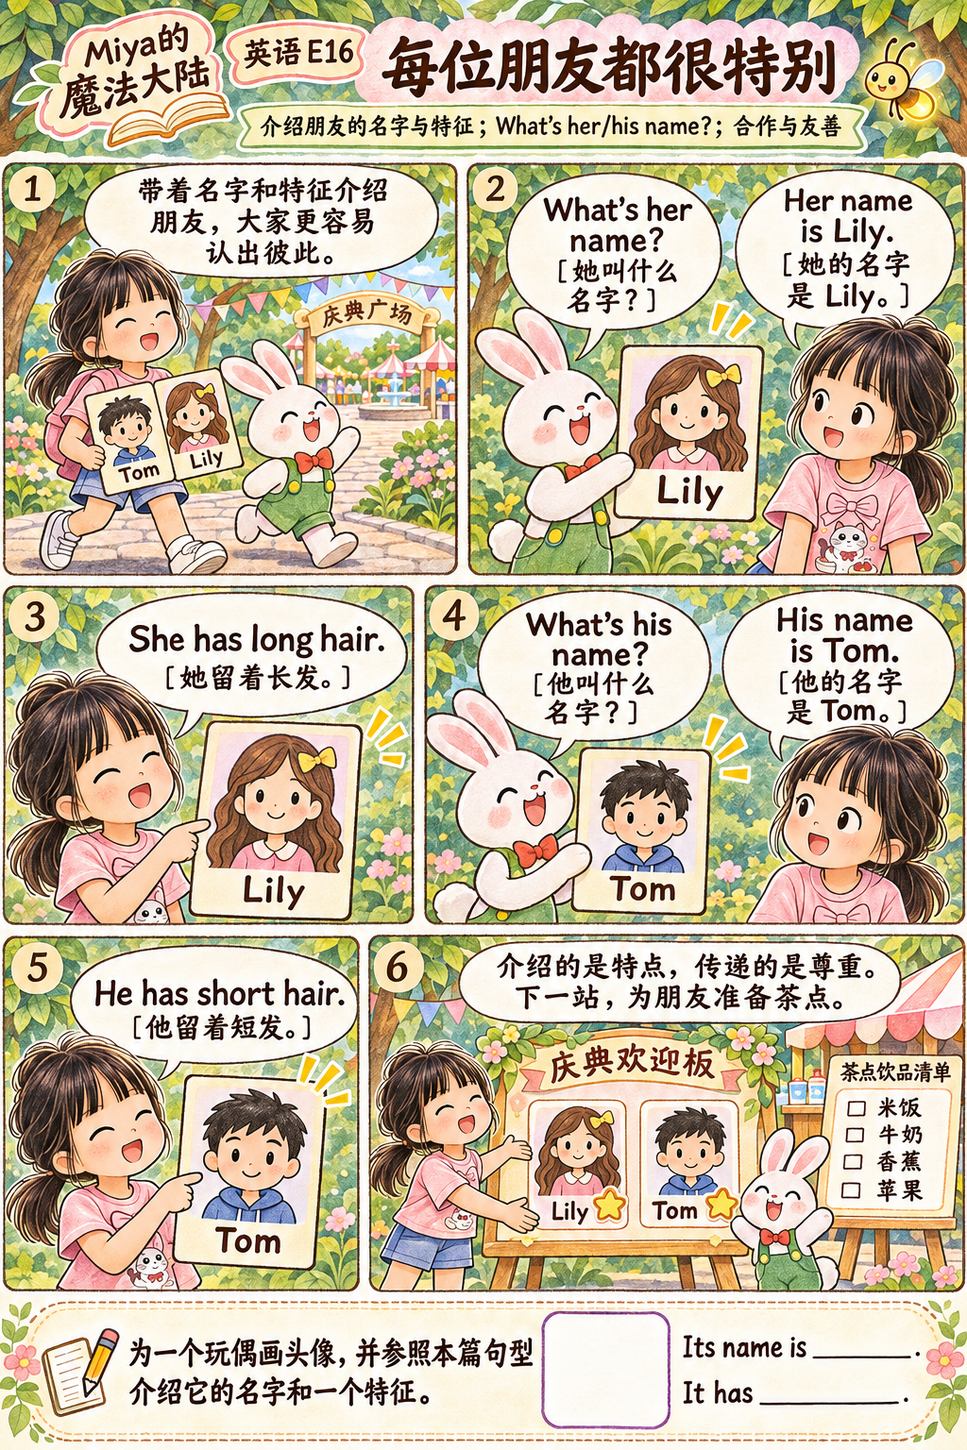 Miya的
魔法大陆
英语 E16
每位朋友都很特别
介绍朋友的名字与特征；What's her/his name?；合作与友善
1
带着名字和特征介绍
朋友，大家更容易
认出彼此。
庆典广场
Tom
Lily
2
What's her
name?
[她叫什么
名字？]
Her name
is Lily.
[她的名字
是 Lily。]
Lily
3
She has long hair.
[她留着长发。]
Lily
4
What's his
name?
[他叫什么
名字？]
His name
is Tom.
[他的名字
是 Tom。]
Tom
5
He has short hair.
[他留着短发。]
Tom
6
介绍的是特点，传递的是尊重。
下一站，为朋友准备茶点。
庆典欢迎板
Lily
Tom
茶点饮品清单
米饭
牛奶
香蕉
苹果
为一个玩偶画头像，并参照本篇句型
介绍它的名字和一个特征。
Its name is ________.
It has ____________.